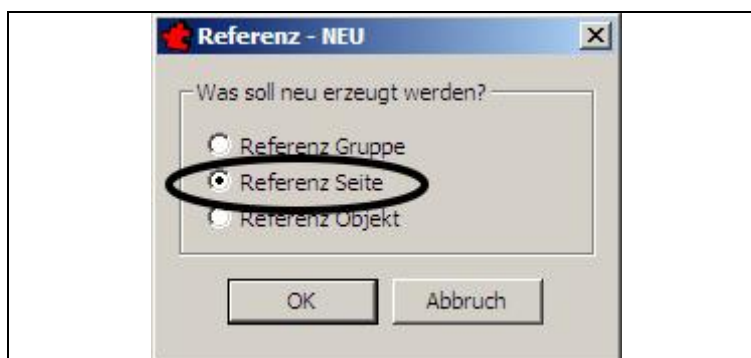 Referenz - NEU
Was soll neu erzeugt werden?
Referenz Gruppe
Referenz Seite
Referenz Objekt
OK Abbruch